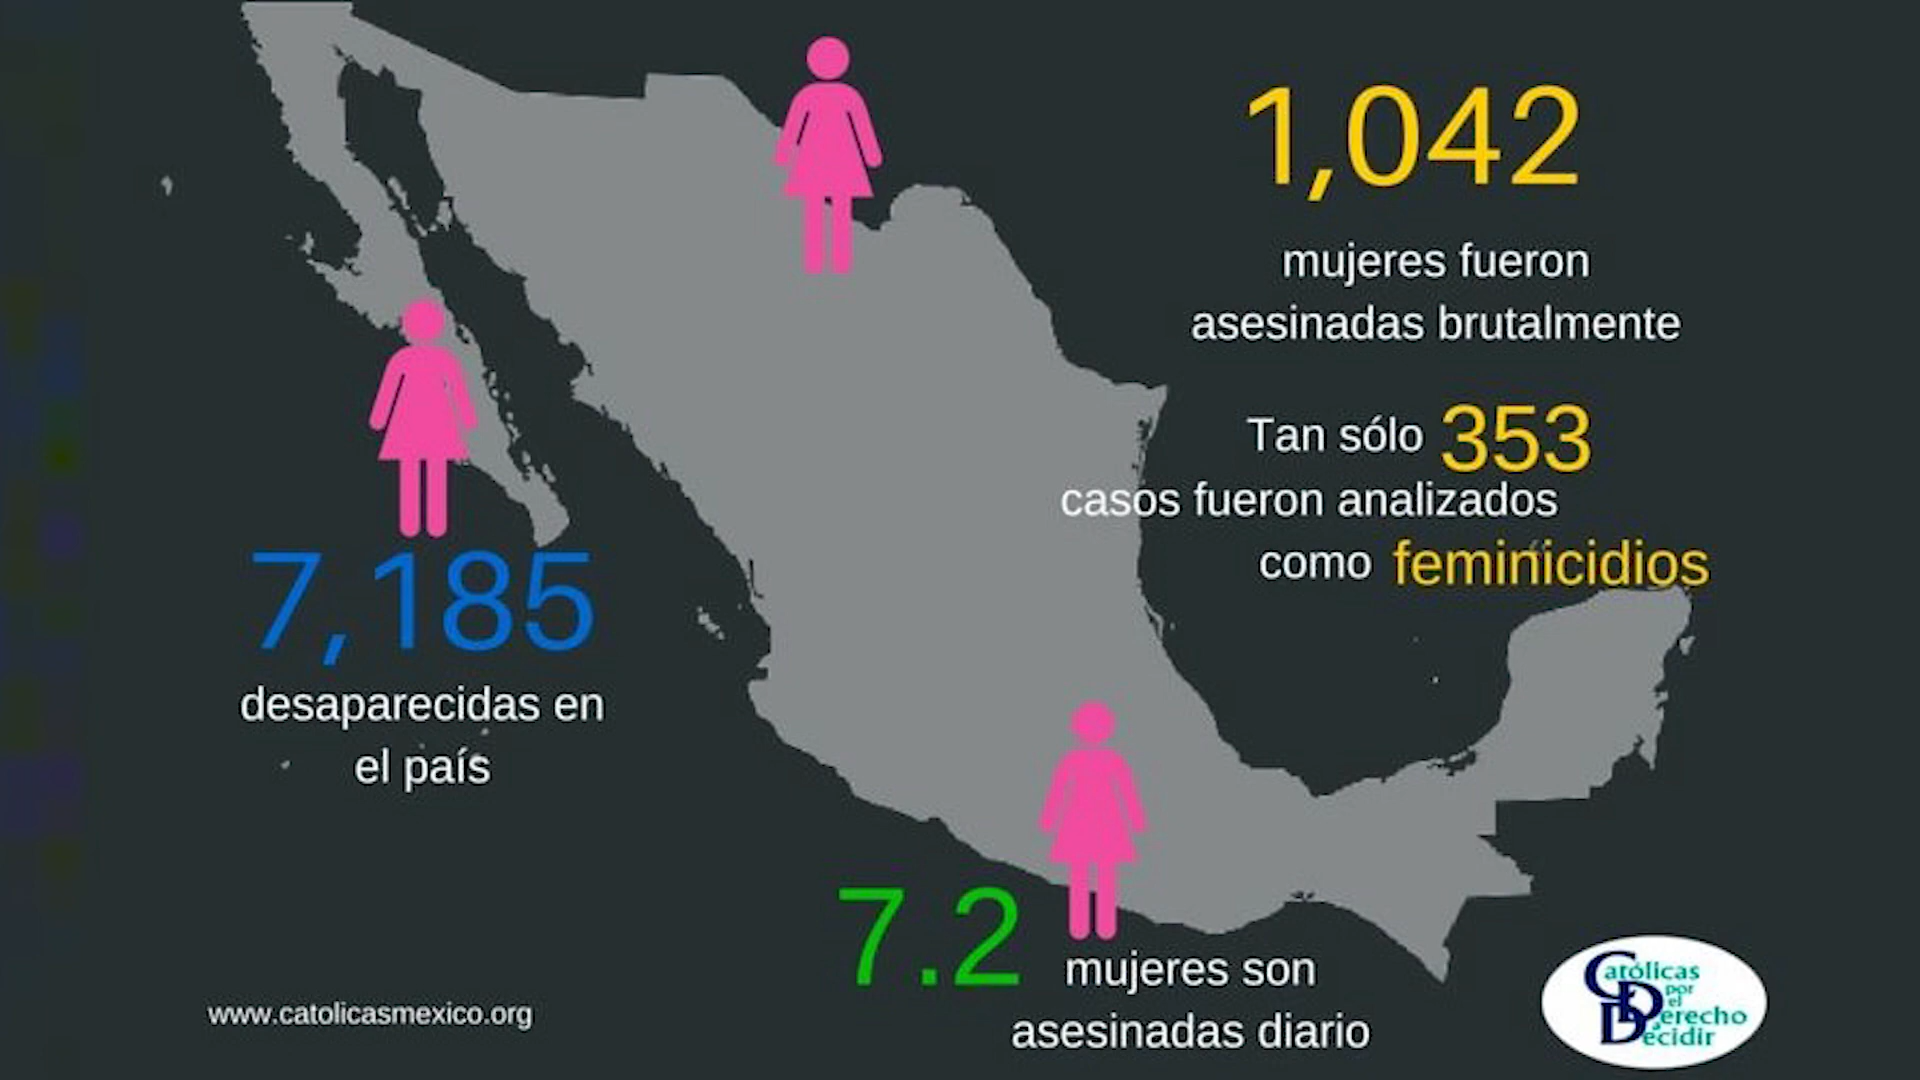 1,042
mujeres fueron
asesinadas brutalmente
Tan sólo 353
casos fueron analizados
como feminicidios
7,185
desaparecidas en
el país
7.2 mujeres son
asesinadas diario
www.catolicasmexico.org
Católicas
por
el
Derecho
a
Decidir